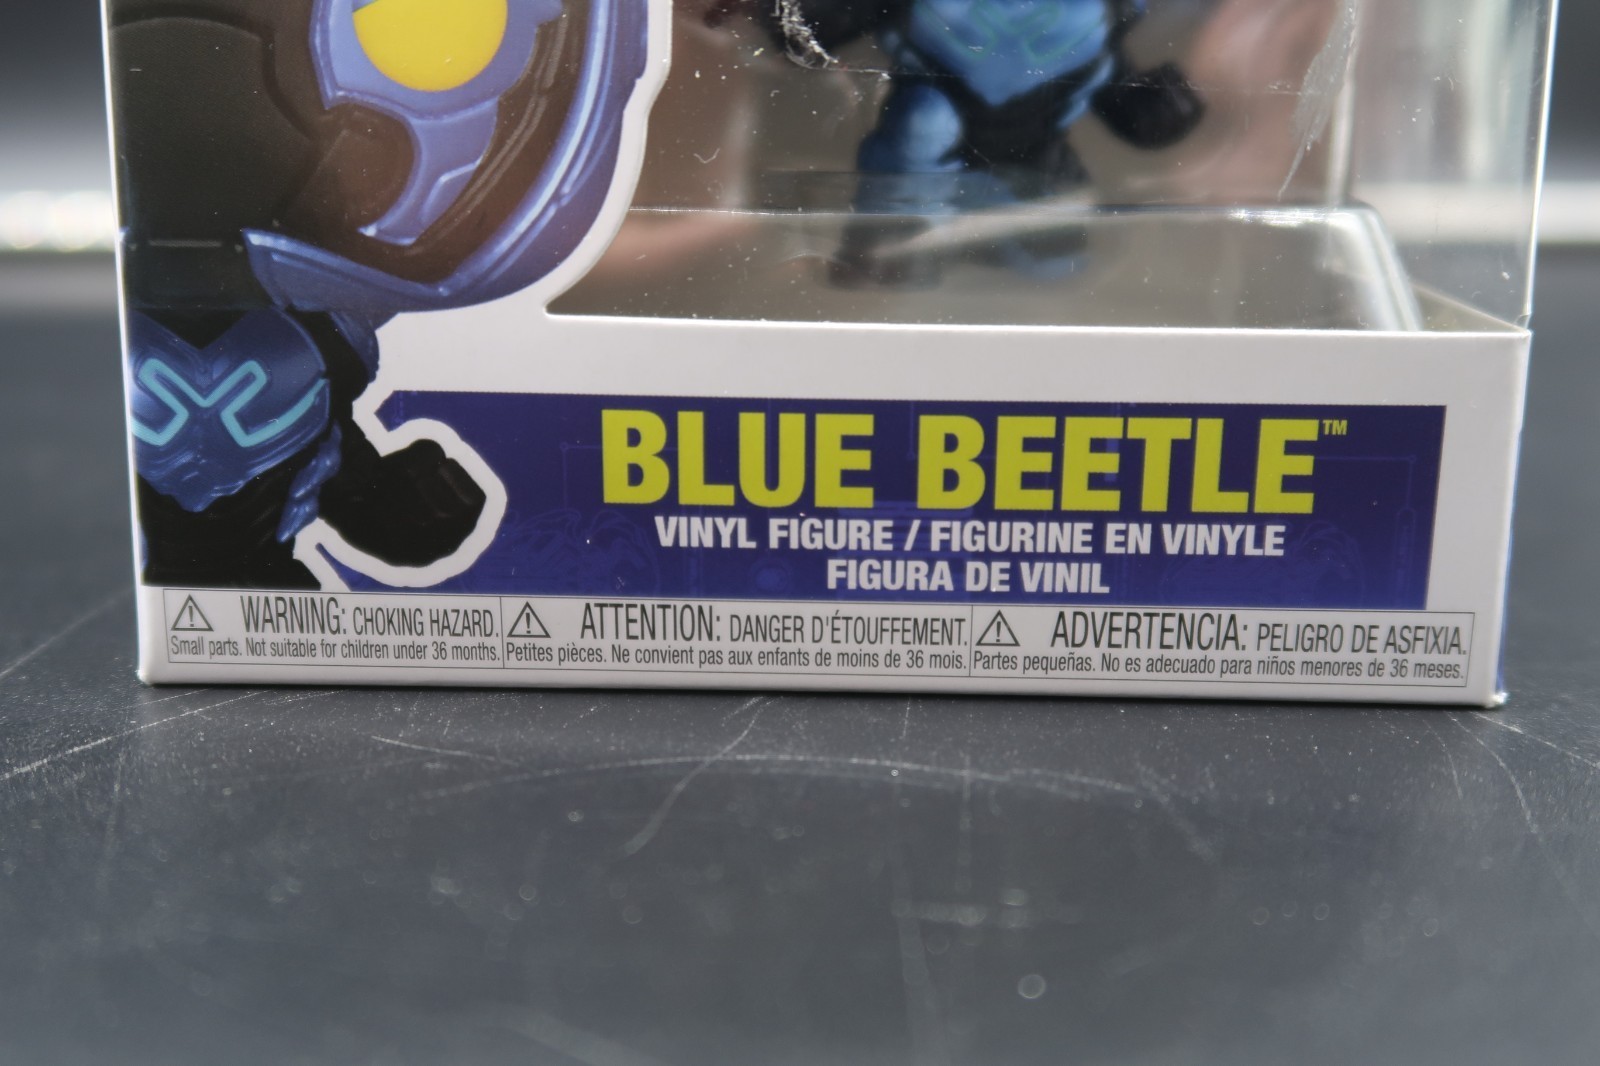 BLUE BEETLE™
VINYL FIGURE / FIGURINE EN VINYLE
FIGURA DE VINIL
WARNING: CHOKING HAZARD.
Small parts. Not suitable for children under 36 months.
ATTENTION: DANGER D'ÉTOUFFEMENT.
Petites pièces. Ne convient pas aux enfants de moins de 36 mois.
ADVERTENCIA: PELIGRO DE ASFIXIA.
Partes pequeñas. No es adecuado para niños menores de 36 meses.